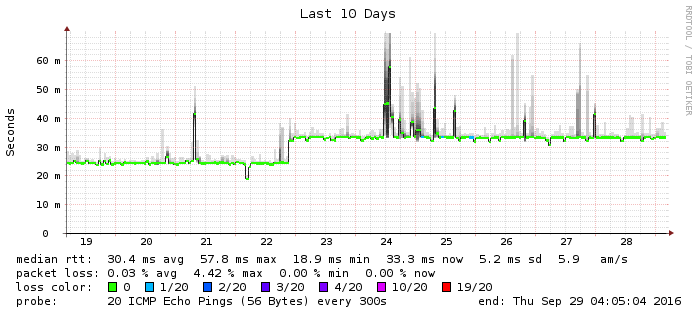 Last 10 Days
RRDTOOL / TOBI OETIKER
Seconds
60 m
50 m
40 m
30 m
20 m
10 m
0
19 20 21 22 23 24 25 26 27 28
median rtt: 30.4 ms avg 57.8 ms max 18.9 ms min 33.3 ms now 5.2 ms sd 5.9 am/s
packet loss: 0.03 % avg 4.42 % max 0.00 % min 0.00 % now
loss color: 0 1/20 2/20 3/20 4/20 10/20 19/20
probe: 20 ICMP Echo Pings (56 Bytes) every 300s end: Thu Sep 29 04:05:04 2016